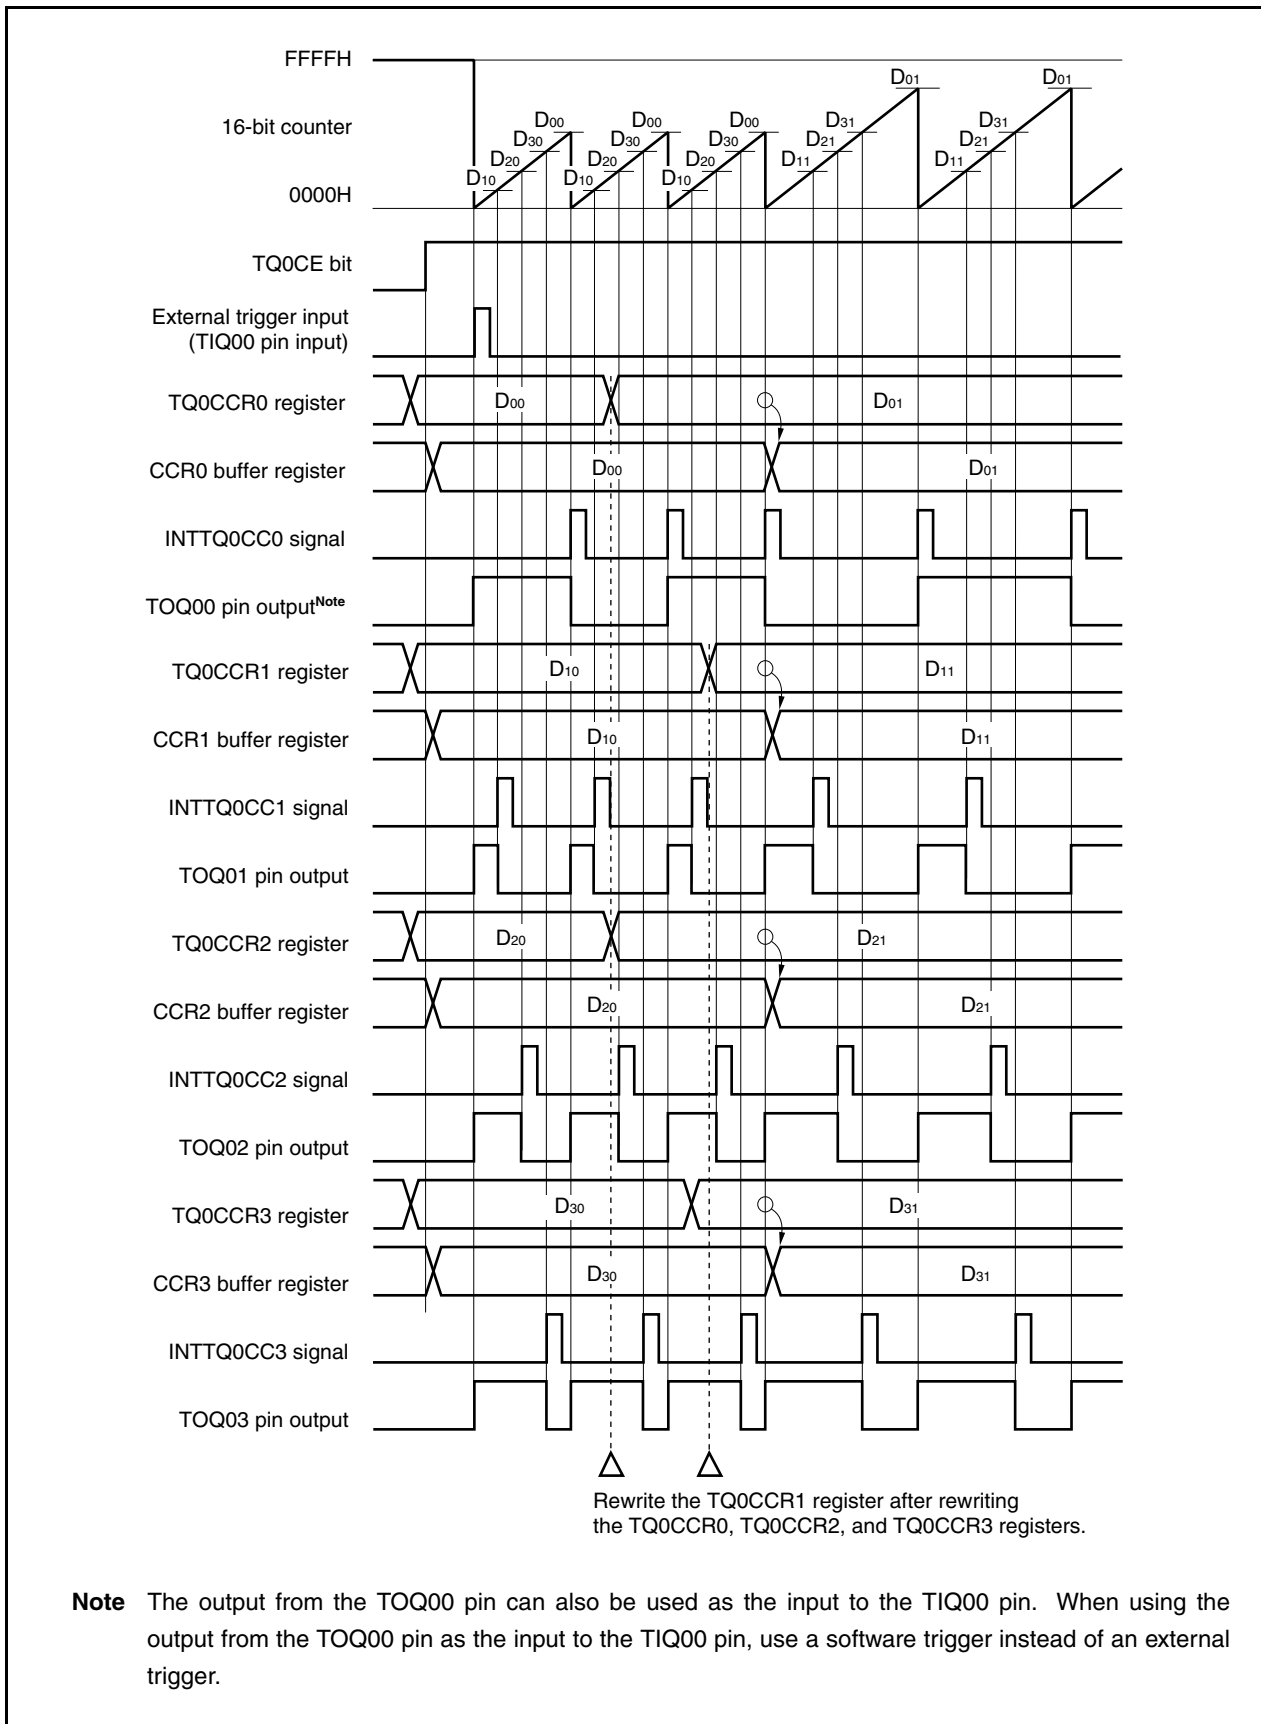 FFFFH
D01 D01
16-bit counter
D00 D00 D00 D31 D31
D30 D30 D30 D21 D21
D20 D20 D20 D11 D11
D10 D10 D10
0000H
TQ0CE bit
External trigger input
(TIQ00 pin input)
TQ0CCR0 register D00 D01
CCR0 buffer register D00 D01
INTTQ0CC0 signal
TOQ00 pin outputNote
TQ0CCR1 register D10 D11
CCR1 buffer register D10 D11
INTTQ0CC1 signal
TOQ01 pin output
TQ0CCR2 register D20 D21
CCR2 buffer register D20 D21
INTTQ0CC2 signal
TOQ02 pin output
TQ0CCR3 register D30 D31
CCR3 buffer register D30 D31
INTTQ0CC3 signal
TOQ03 pin output
Rewrite the TQ0CCR1 register after rewriting
the TQ0CCR0, TQ0CCR2, and TQ0CCR3 registers.
Note The output from the TOQ00 pin can also be used as the input to the TIQ00 pin. When using the
output from the TOQ00 pin as the input to the TIQ00 pin, use a software trigger instead of an external
trigger.